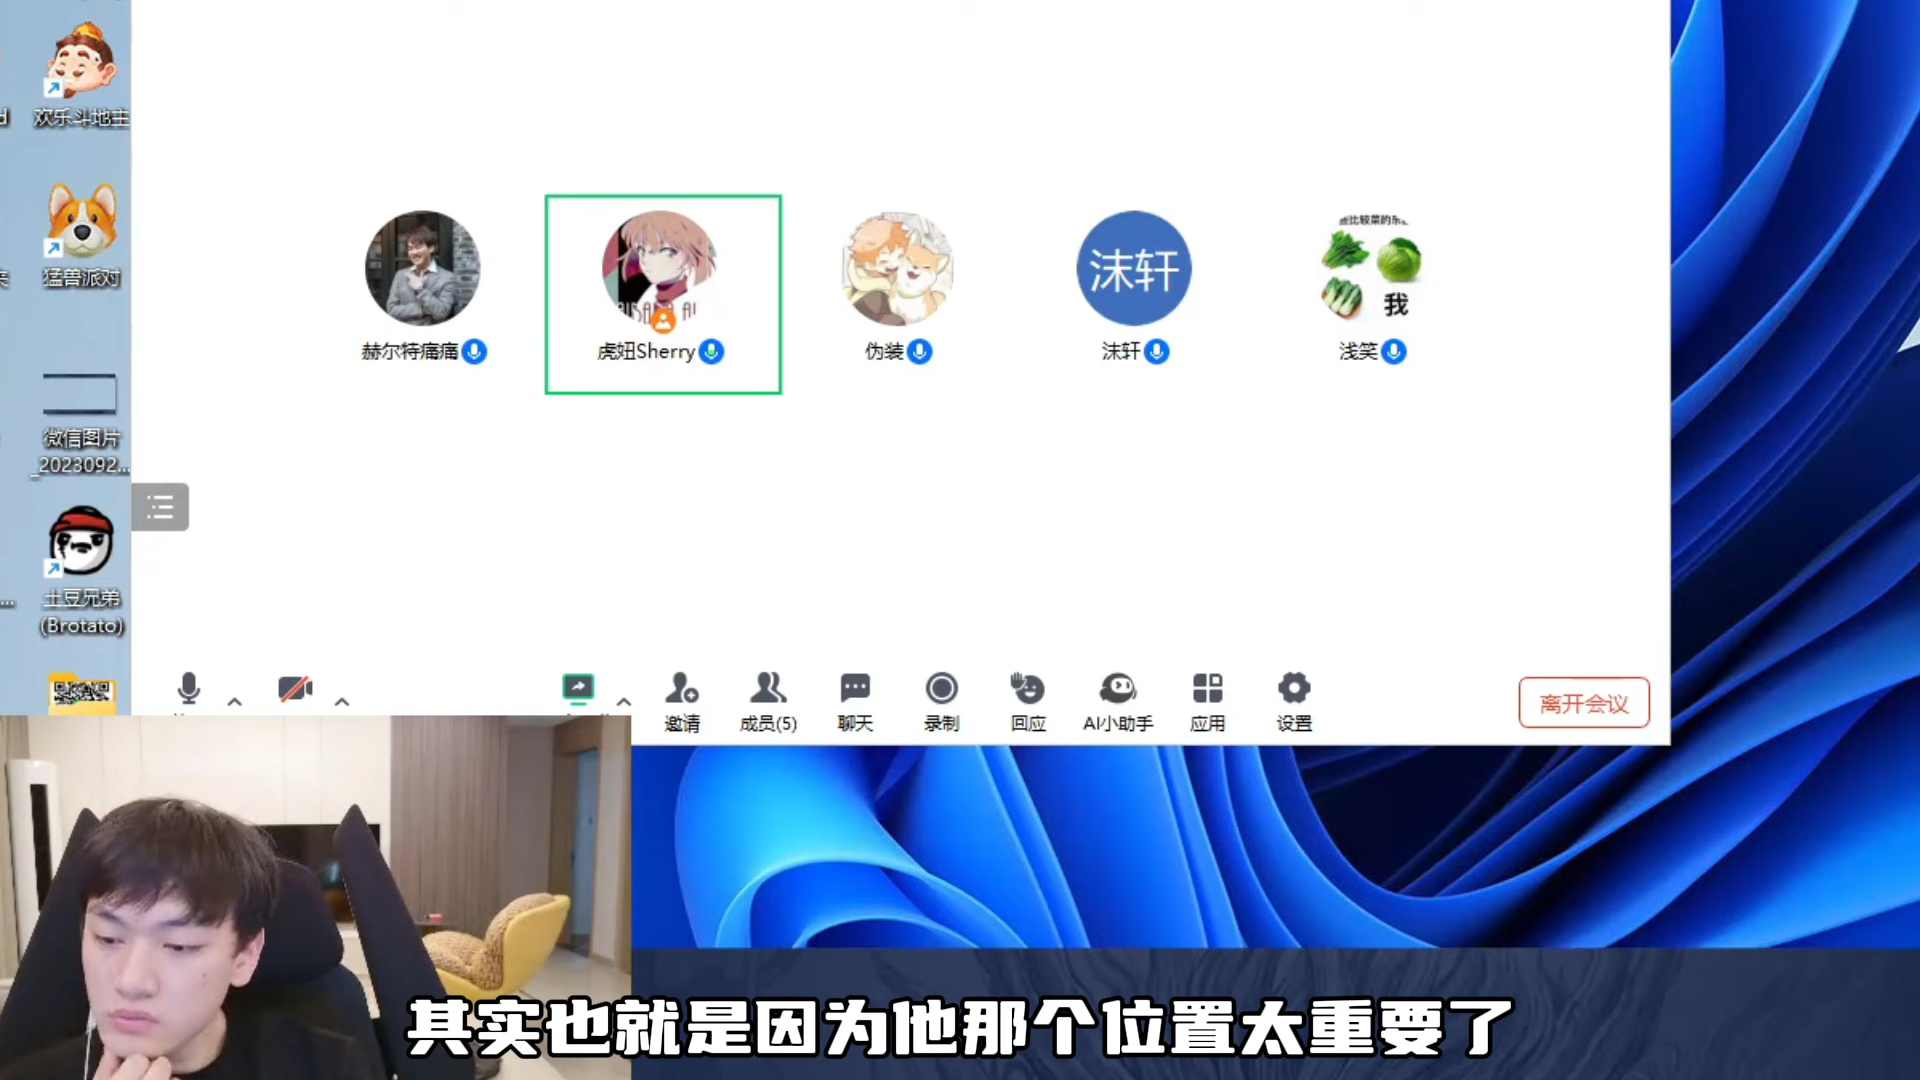 欢乐斗地主
猛兽派对
微信图片
_2023092...
土豆兄弟
(Brotato)
赫尔特痛痛
虎妞Sherry
伪装
沫轩
沫轩
我
浅笑
邀请
成员(5)
聊天
录制
回应
AI小助手
应用
设置
离开会议
其实也就是因为他那个位置太重要了